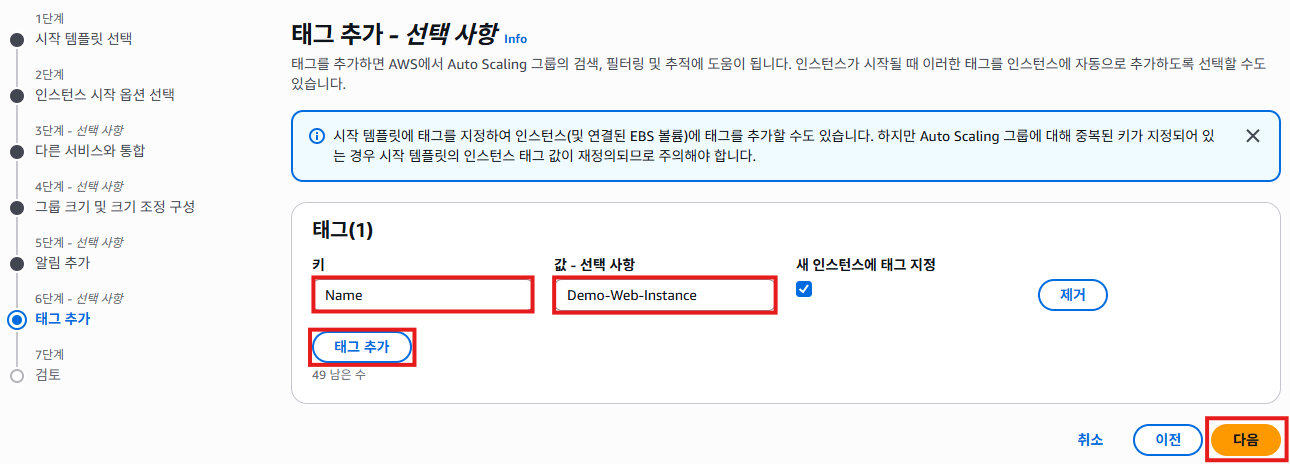 1단계
시작 템플릿 선택
2단계
인스턴스 시작 옵션 선택
3단계 - 선택 사항
다른 서비스와 통합
4단계 - 선택 사항
그룹 크기 및 크기 조정 구성
5단계 - 선택 사항
알림 추가
6단계 - 선택 사항
태그 추가
7단계
검토
태그 추가 - 선택 사항 Info
태그를 추가하면 AWS에서 Auto Scaling 그룹의 검색, 필터링 및 추적에 도움이 됩니다. 인스턴스가 시작될 때 이러한 태그를 인스턴스에 자동으로 추가하도록 선택할 수도
있습니다.
시작 템플릿에 태그를 지정하여 인스턴스(및 연결된 EBS 볼륨)에 태그를 추가할 수도 있습니다. 하지만 Auto Scaling 그룹에 대해 중복된 키가 지정되어 있
는 경우 시작 템플릿의 인스턴스 태그 값이 재정의되므로 주의해야 합니다.
태그(1)
키 값 - 선택 사항 새 인스턴스에 태그 지정
Name Demo-Web-Instance 제거
태그 추가
49 남은 수
취소 이전 다음